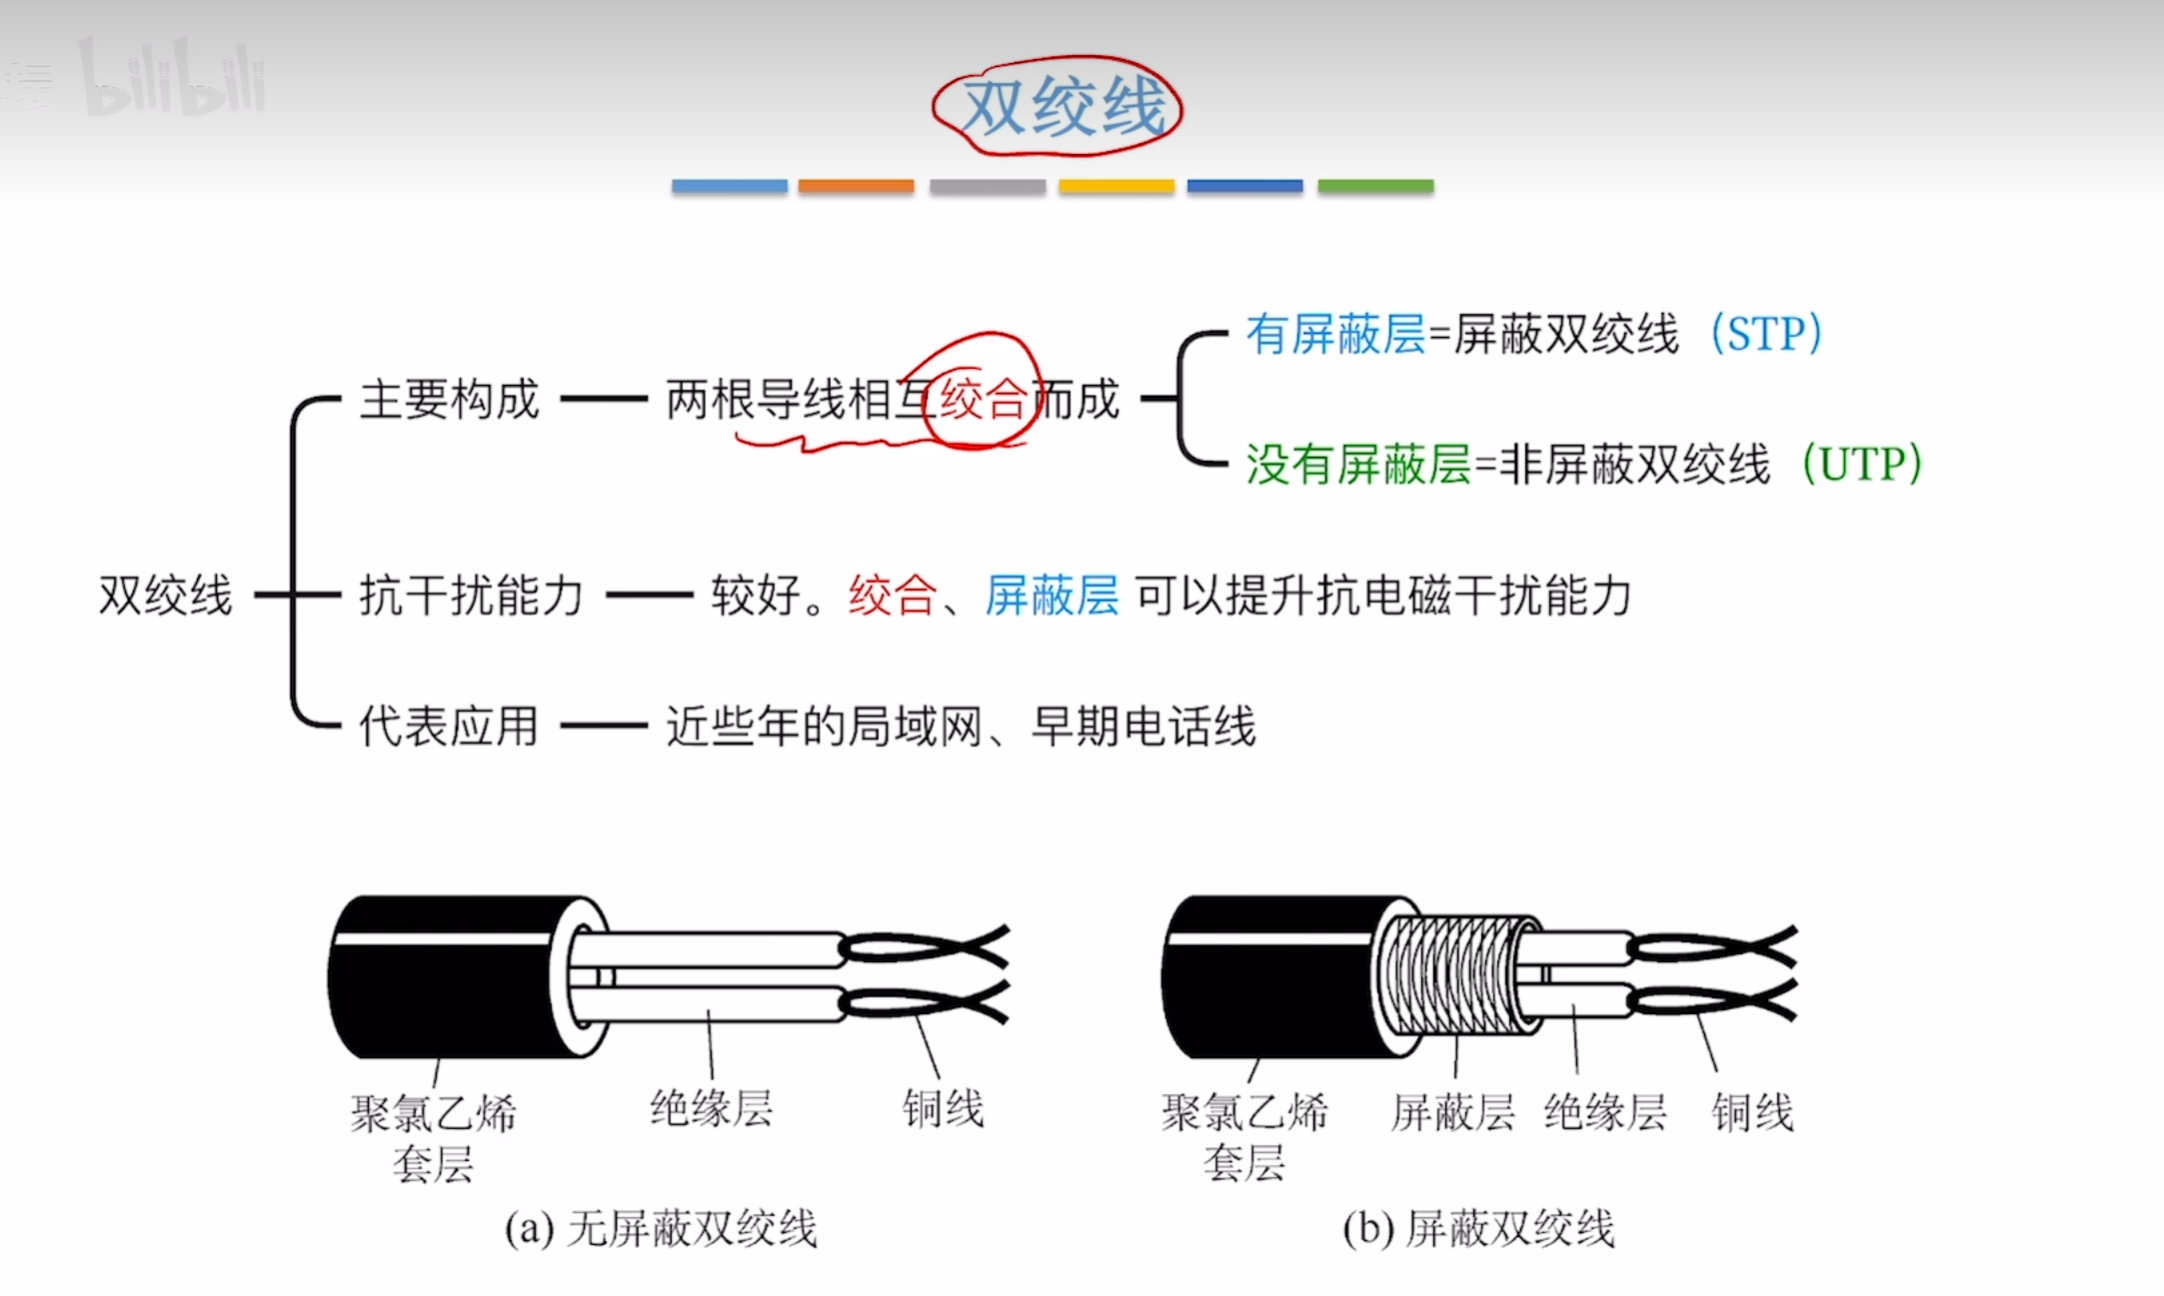 bilibili
双绞线
有屏蔽层=屏蔽双绞线（STP）
主要构成 两根导线相互绞合而成
没有屏蔽层=非屏蔽双绞线（UTP）
双绞线 抗干扰能力 较好。绞合、屏蔽层 可以提升抗电磁干扰能力
代表应用 近些年的局域网、早期电话线
聚氯乙烯
套层
绝缘层
铜线
(a) 无屏蔽双绞线
聚氯乙烯
套层
屏蔽层
绝缘层
铜线
(b) 屏蔽双绞线